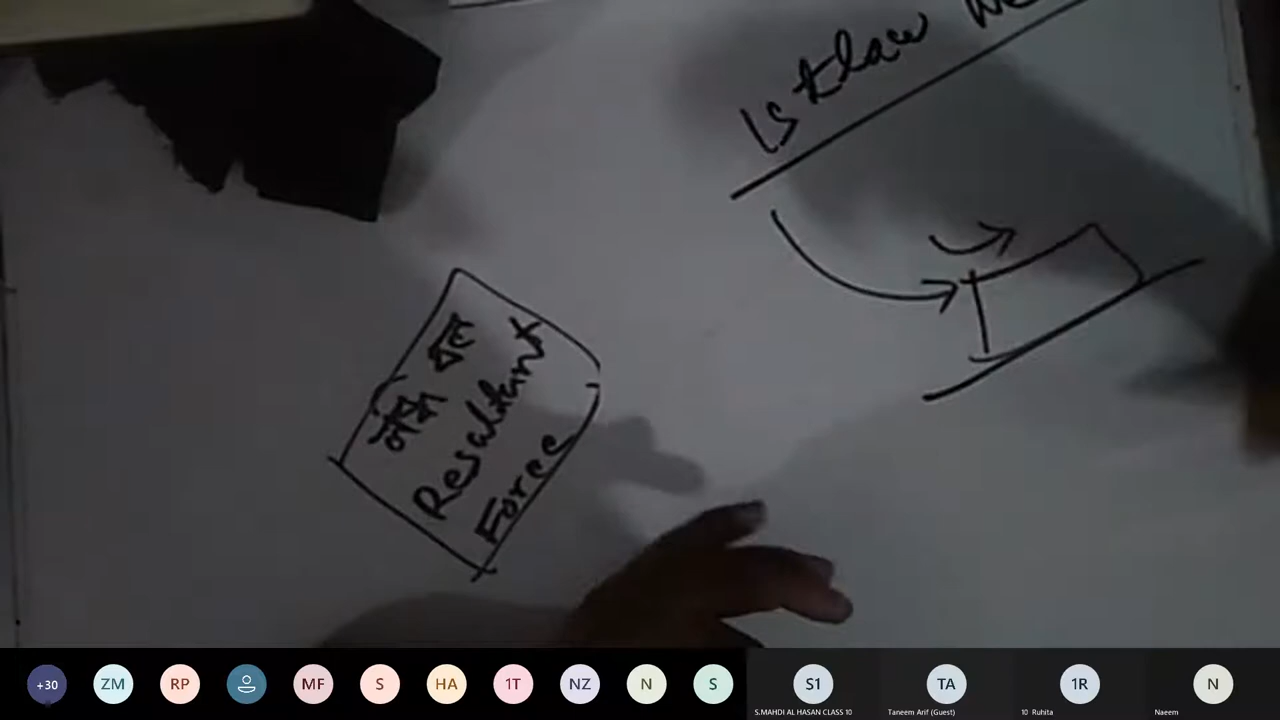 1st law
লব্ধি বল
Resultant
Force
+30
ZM
RP
MF
S
HA
1T
NZ
N
S
S1
TA
1R
N
S.MAHDI AL HASAN CLASS 10
Taneem Arif (Guest)
10 Ruhita
Naeem